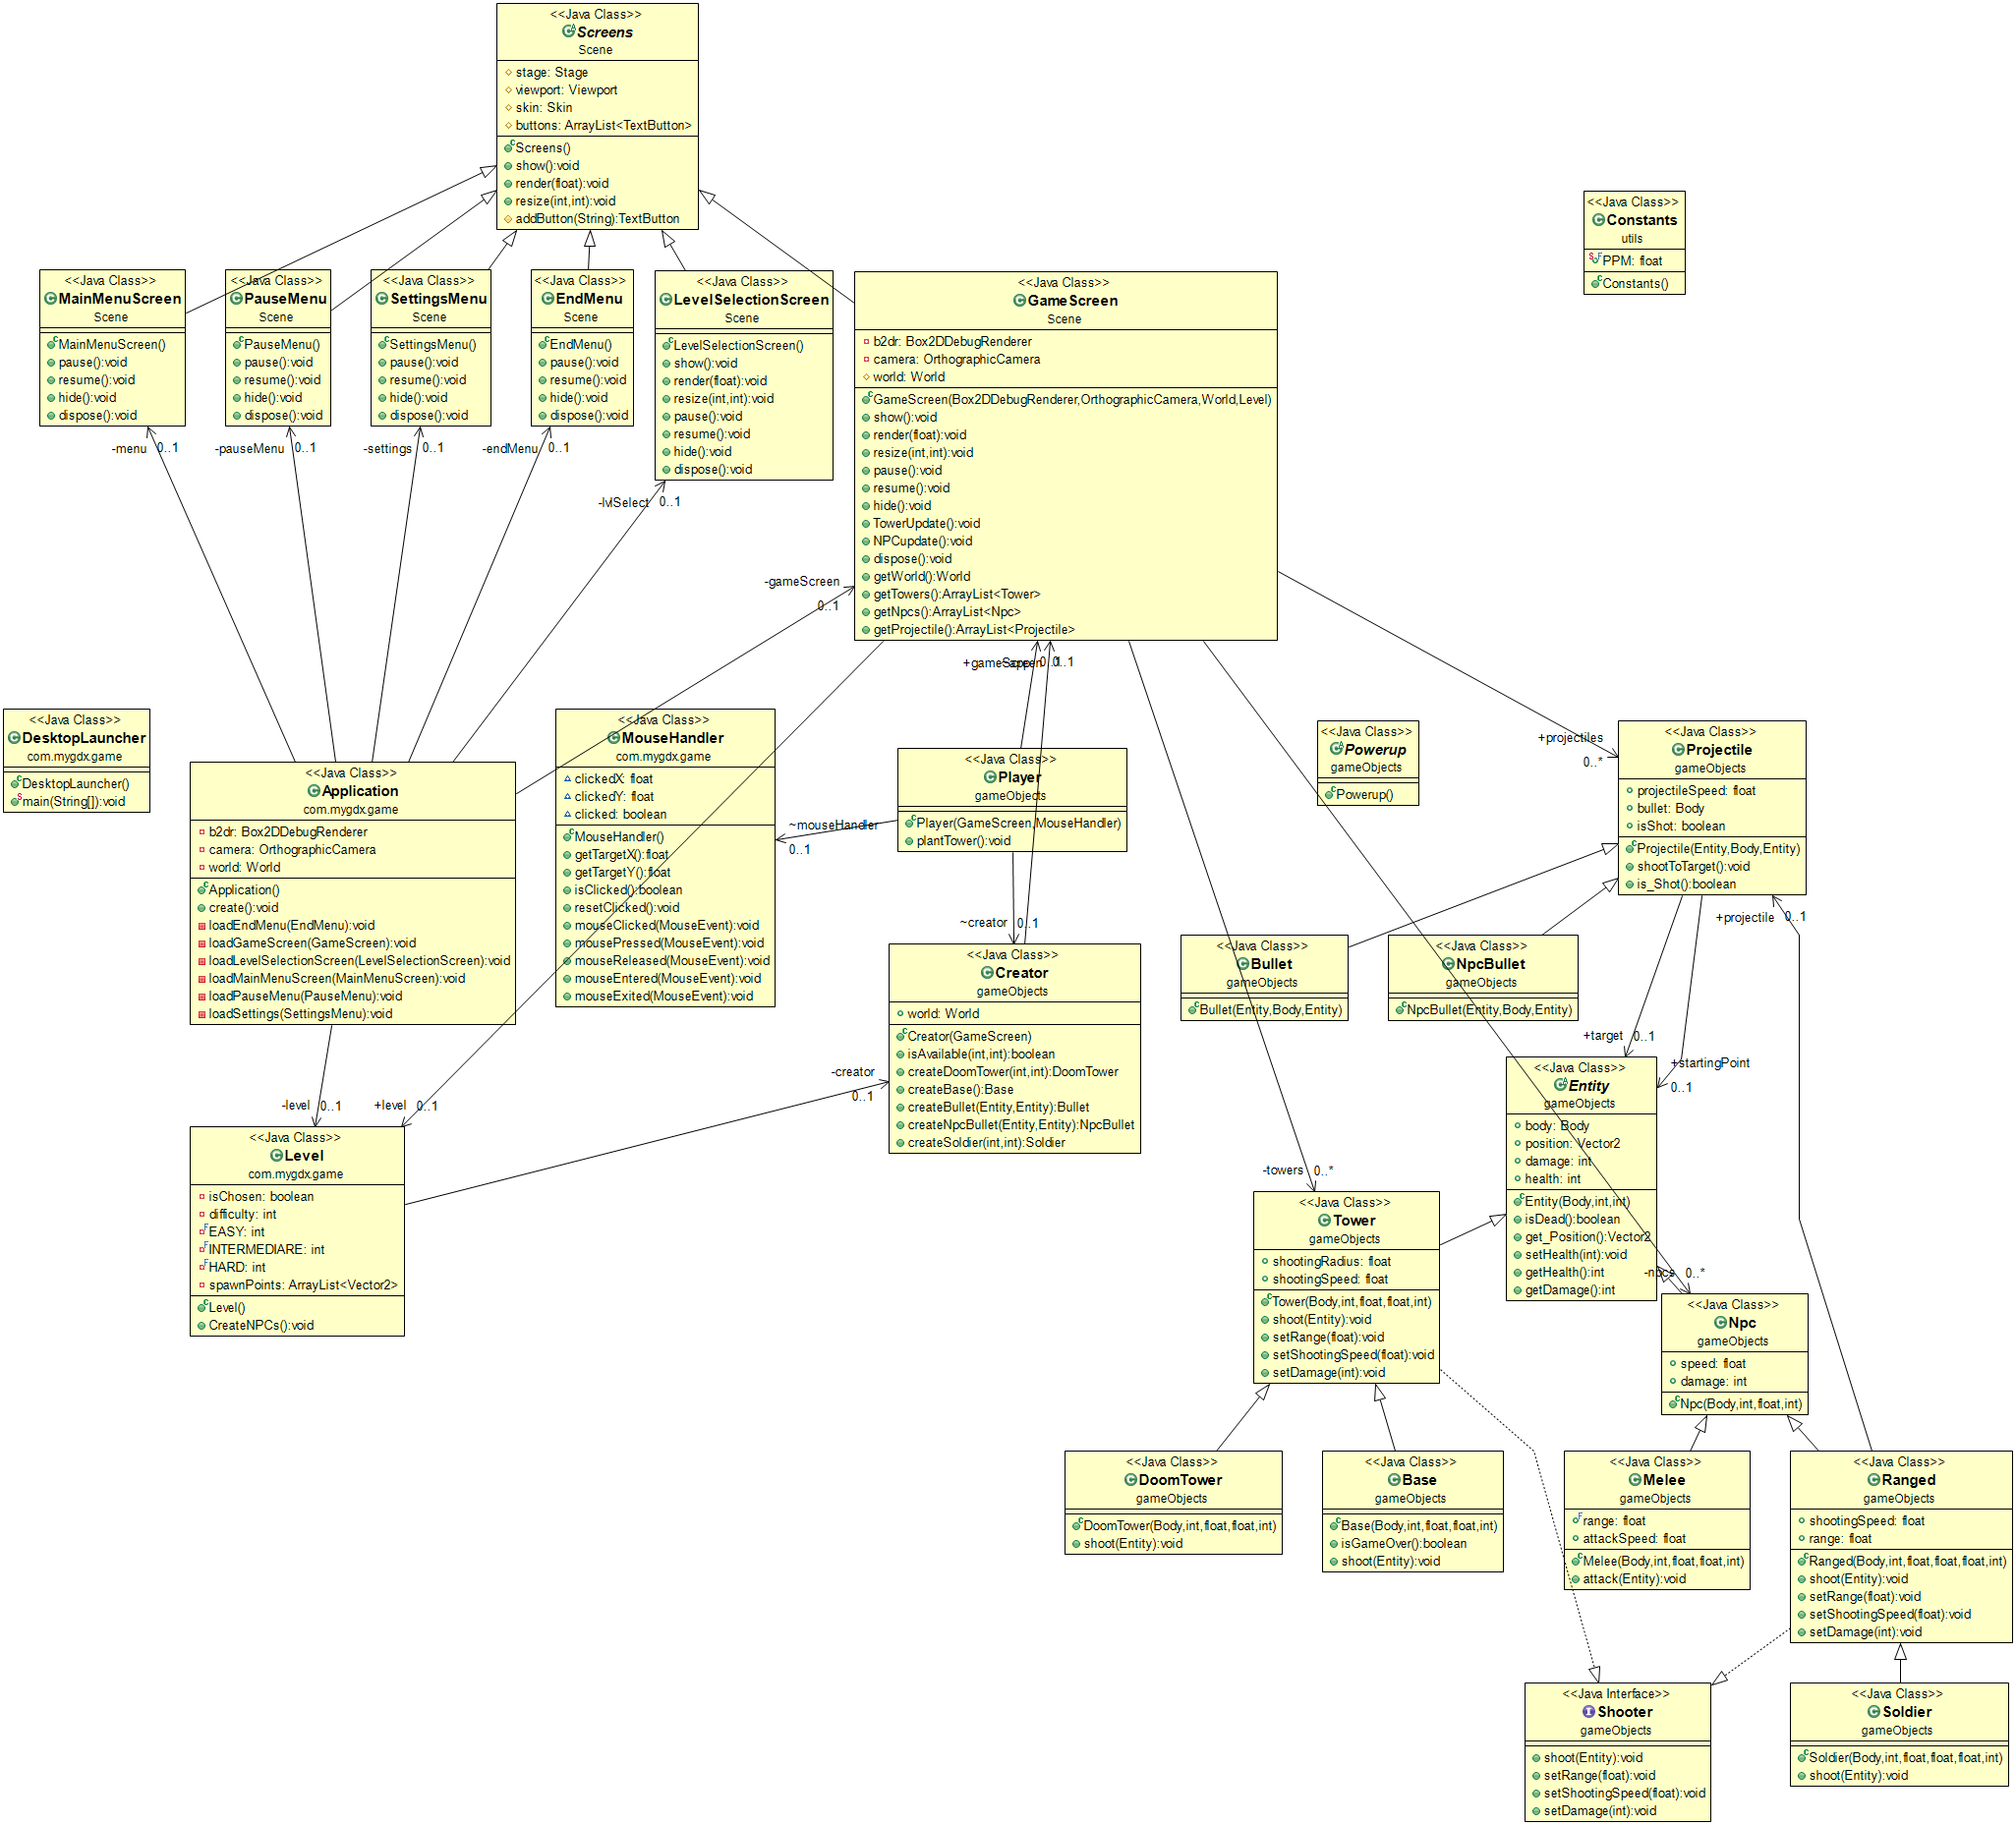 <<Java Class>>
Screens
Scene
stage: Stage
viewport: Viewport
skin: Skin
buttons: ArrayList<TextButton>
Screens()
show():void
render(float):void
resize(int,int):void
addButton(String):TextButton
<<Java Class>>
Constants
utils
PPM: float
Constants()
<<Java Class>>
MainMenuScreen
Scene
MainMenuScreen()
pause():void
resume():void
hide():void
dispose():void
<<Java Class>>
PauseMenu
Scene
PauseMenu()
pause():void
resume():void
hide():void
dispose():void
<<Java Class>>
SettingsMenu
Scene
SettingsMenu()
pause():void
resume():void
hide():void
dispose():void
<<Java Class>>
EndMenu
Scene
EndMenu()
pause():void
resume():void
hide():void
dispose():void
<<Java Class>>
LevelSelectionScreen
Scene
LevelSelectionScreen()
show():void
render(float):void
resize(int,int):void
pause():void
resume():void
hide():void
dispose():void
<<Java Class>>
GameScreen
Scene
b2dr: Box2DDebugRenderer
camera: OrthographicCamera
world: World
GameScreen(Box2DDebugRenderer,OrthographicCamera,World,Level)
show():void
render(float):void
resize(int,int):void
pause():void
resume():void
hide():void
TowerUpdate():void
NPCupdate():void
dispose():void
getWorld():World
getTowers():ArrayList<Tower>
getNpcs():ArrayList<Npc>
getProjectile():ArrayList<Projectile>
-menu 0..1
-pauseMenu 0..1
-settings 0..1
-endMenu 0..1
-lvlSelect 0..1
-gameScreen
0..1
+gameScreen 0..1
-app 0..1
<<Java Class>>
DesktopLauncher
com.mygdx.game
DesktopLauncher()
main(String[]):void
<<Java Class>>
Application
com.mygdx.game
b2dr: Box2DDebugRenderer
camera: OrthographicCamera
world: World
Application()
create():void
loadEndMenu(EndMenu):void
loadGameScreen(GameScreen):void
loadLevelSelectionScreen(LevelSelectionScreen):void
loadMainMenuScreen(MainMenuScreen):void
loadPauseMenu(PauseMenu):void
loadSettings(SettingsMenu):void
<<Java Class>>
MouseHandler
com.mygdx.game
clickedX: float
clickedY: float
clicked: boolean
MouseHandler()
getTargetX():float
getTargetY():float
isClicked():boolean
resetClicked():void
mouseClicked(MouseEvent):void
mousePressed(MouseEvent):void
mouseReleased(MouseEvent):void
mouseEntered(MouseEvent):void
mouseExited(MouseEvent):void
~mouseHandler
0..1
<<Java Class>>
Player
gameObjects
Player(GameScreen,MouseHandler)
plantTower():void
~creator 0..1
<<Java Class>>
Creator
gameObjects
world: World
Creator(GameScreen)
isAvailable(int,int):boolean
createDoomTower(int,int):DoomTower
createBase():Base
createBullet(Entity,Entity):Bullet
createNpcBullet(Entity,Entity):NpcBullet
createSoldier(int,int):Soldier
-creator
0..1
-level 0..1
+level 0..1
<<Java Class>>
Level
com.mygdx.game
isChosen: boolean
difficulty: int
EASY: int
INTERMEDIARE: int
HARD: int
spawnPoints: ArrayList<Vector2>
Level()
CreateNPCs():void
<<Java Class>>
Powerup
gameObjects
Powerup()
+projectiles
0..*
<<Java Class>>
Projectile
gameObjects
projectileSpeed: float
bullet: Body
isShot: boolean
Projectile(Entity,Body,Entity)
shootToTarget():void
is_Shot():boolean
+projectile 0..1
<<Java Class>>
Bullet
gameObjects
Bullet(Entity,Body,Entity)
<<Java Class>>
NpcBullet
gameObjects
NpcBullet(Entity,Body,Entity)
+target 0..1
+startingPoint
0..1
<<Java Class>>
Entity
gameObjects
body: Body
position: Vector2
damage: int
health: int
Entity(Body,int,int)
isDead():boolean
get_Position():Vector2
setHealth(int):void
getHealth():int
getDamage():int
-towers 0..*
<<Java Class>>
Tower
gameObjects
shootingRadius: float
shootingSpeed: float
Tower(Body,int,float,float,int)
shoot(Entity):void
setRange(float):void
setShootingSpeed(float):void
setDamage(int):void
-npcs 0..*
<<Java Class>>
Npc
gameObjects
speed: float
damage: int
Npc(Body,int,float,int)
<<Java Class>>
DoomTower
gameObjects
DoomTower(Body,int,float,float,int)
shoot(Entity):void
<<Java Class>>
Base
gameObjects
Base(Body,int,float,float,int)
isGameOver():boolean
shoot(Entity):void
<<Java Class>>
Melee
gameObjects
range: float
attackSpeed: float
Melee(Body,int,float,float,int)
attack(Entity):void
<<Java Class>>
Ranged
gameObjects
shootingSpeed: float
range: float
Ranged(Body,int,float,float,float,int)
shoot(Entity):void
setRange(float):void
setShootingSpeed(float):void
setDamage(int):void
<<Java Interface>>
Shooter
gameObjects
shoot(Entity):void
setRange(float):void
setShootingSpeed(float):void
setDamage(int):void
<<Java Class>>
Soldier
gameObjects
Soldier(Body,int,float,float,float,int)
shoot(Entity):void